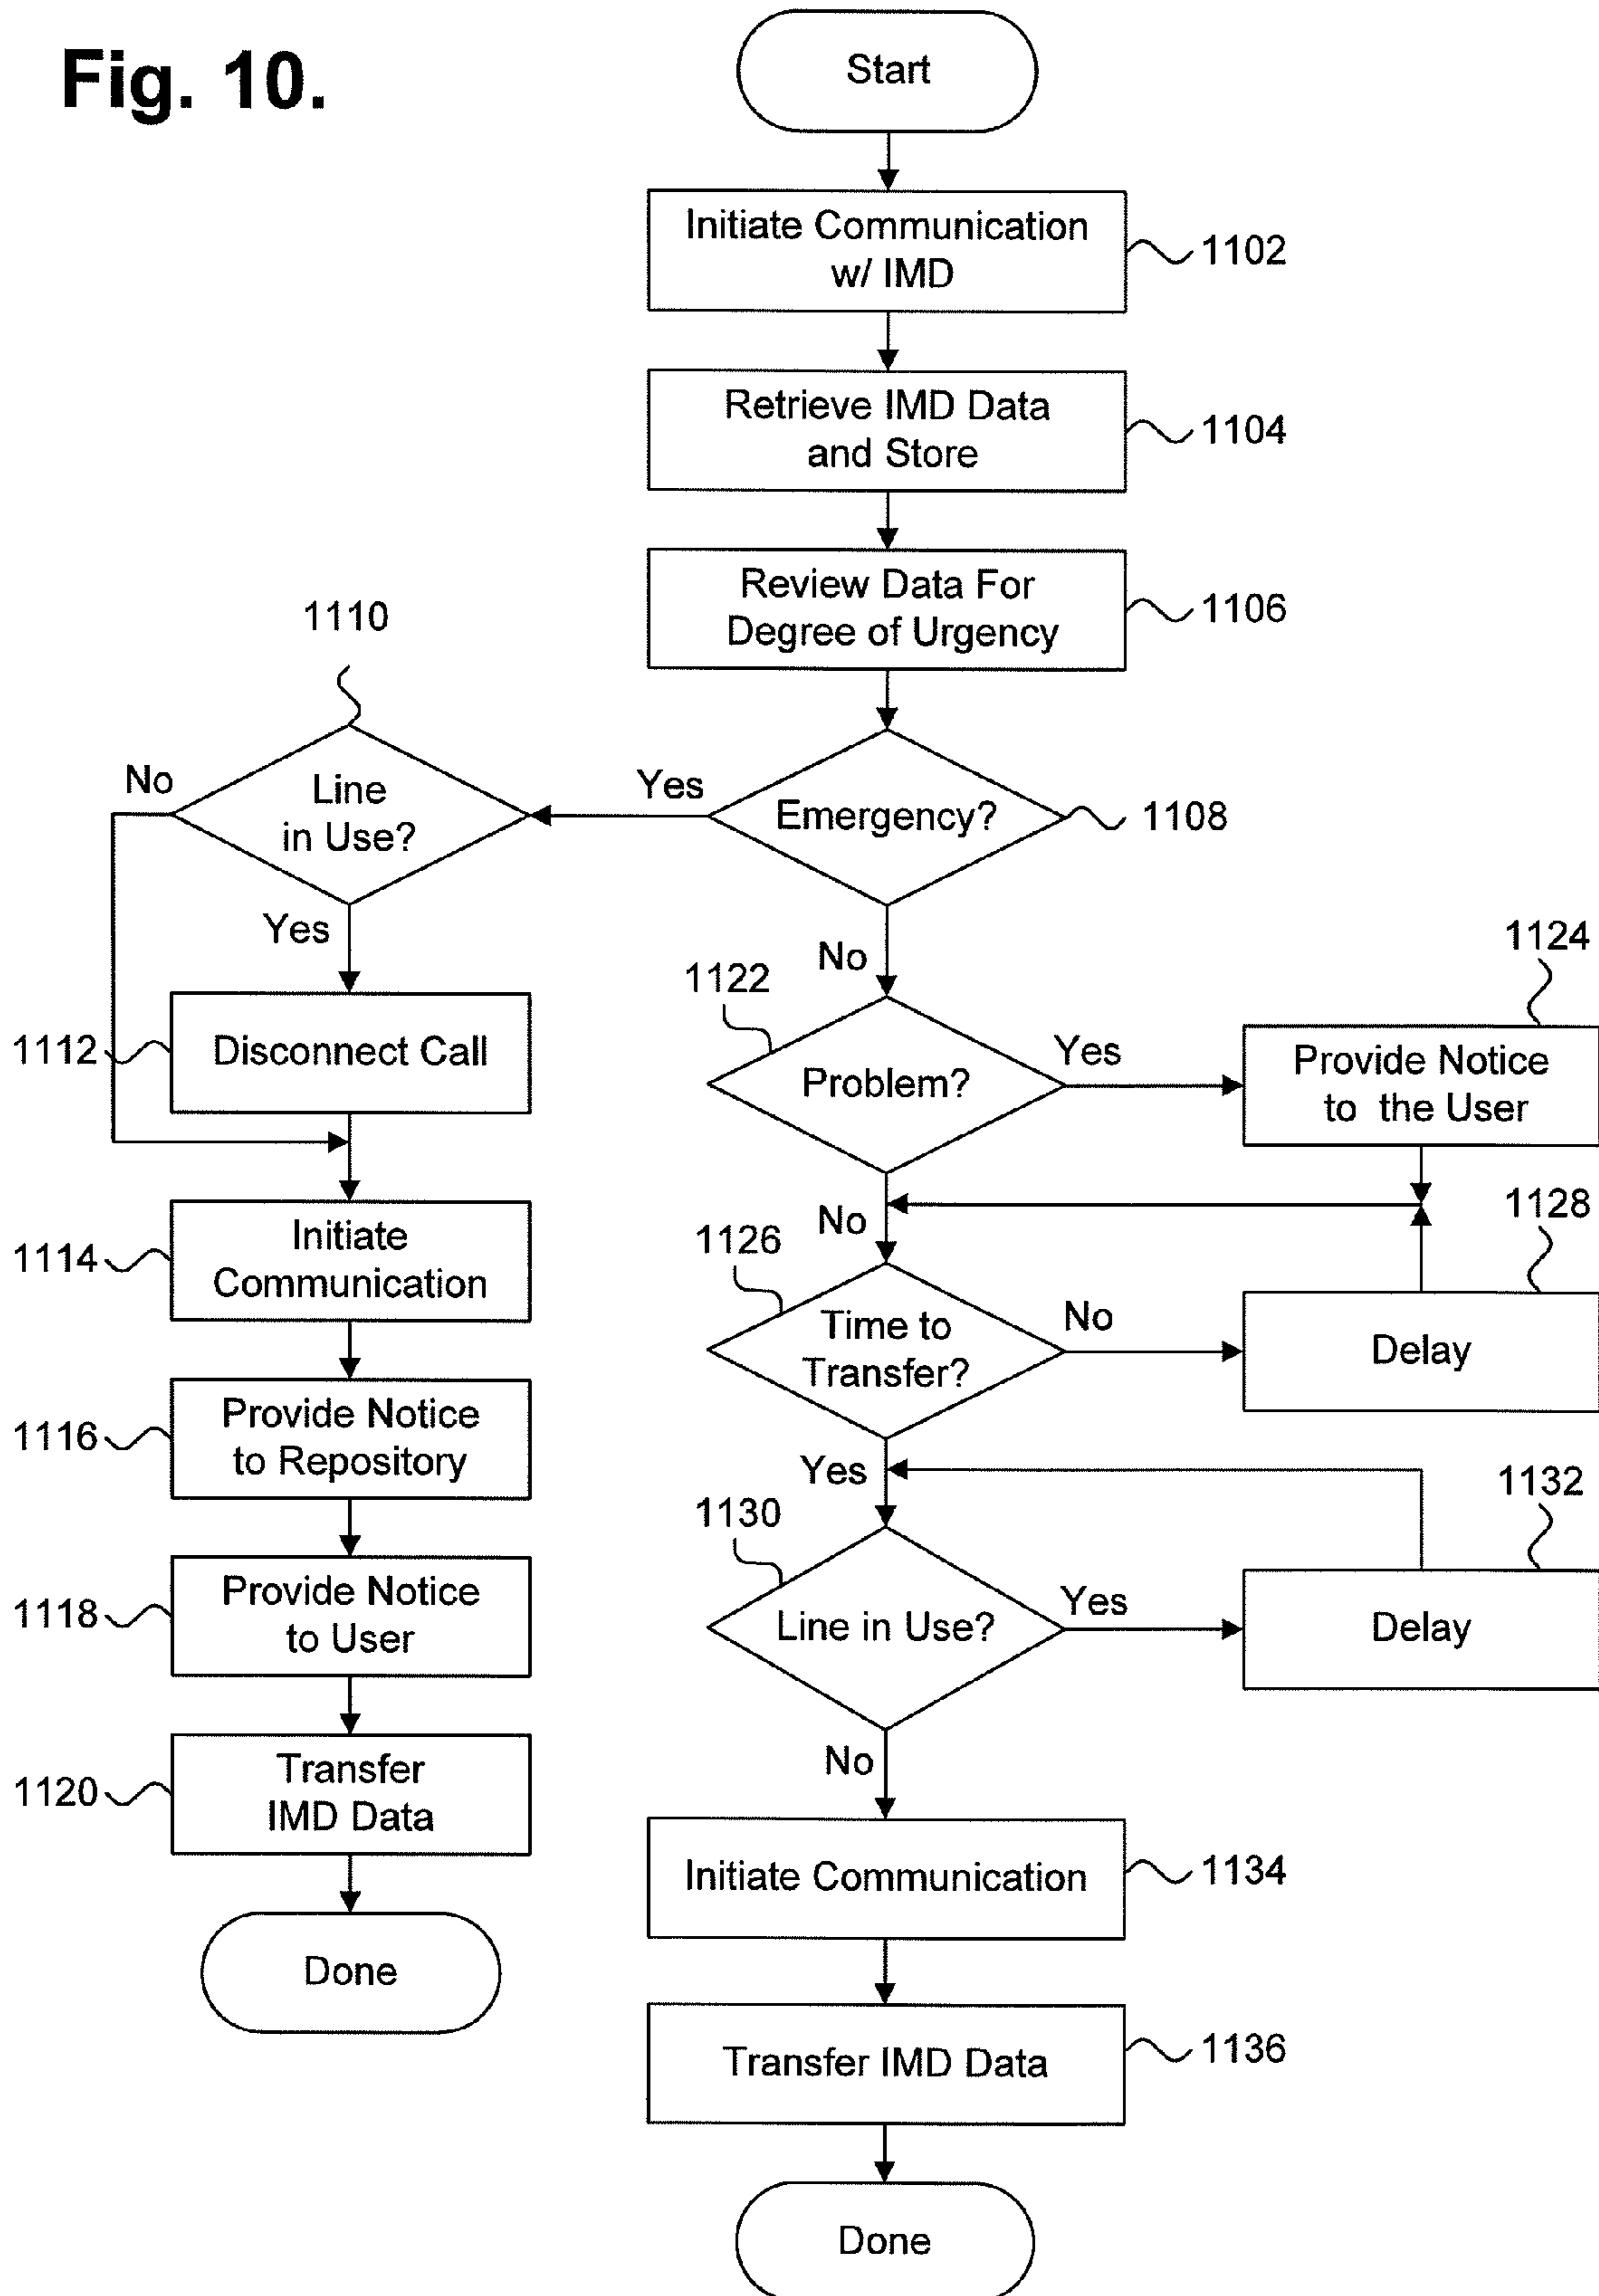 Fig. 10.
Start
Initiate Communication
w/ IMD
1102
Retrieve IMD Data
and Store
1104
Review Data For
Degree of Urgency
1106
Emergency?
1108
Yes
1110
Line
in Use?
No
Yes
1112
Disconnect Call
1114
Initiate
Communication
1116
Provide Notice
to Repository
1118
Provide Notice
to User
1120
Transfer
IMD Data
Done
No
1122
Problem?
Yes
1124
Provide Notice
to the User
No
1126
Time to
Transfer?
No
1128
Delay
Yes
1130
Line in Use?
Yes
1132
Delay
No
Initiate Communication
1134
Transfer IMD Data
1136
Done